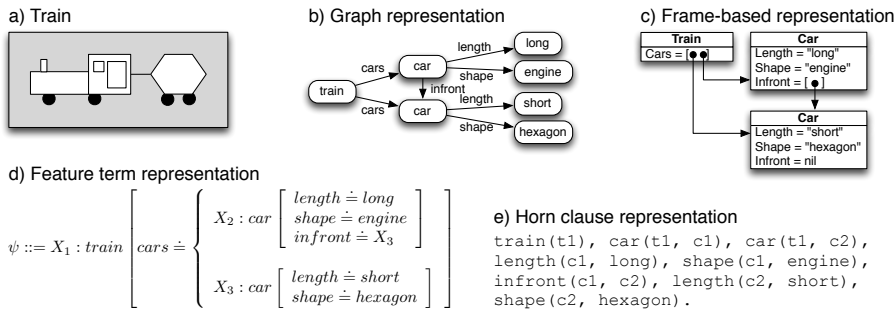 a) Train
b) Graph representation
train
cars
cars
car
infront
car
length
shape
length
shape
long
engine
short
hexagon
c) Frame-based representation
Train
Cars = [ ]
Car
Length = "long"
Shape = "engine"
Infront = [ ]
Car
Length = "short"
Shape = "hexagon"
Infront = nil
d) Feature term representation
ψ ::= X₁ : train [ cars ≐ {
X₂ : car [ length ≐ long
shape ≐ engine
infront ≐ X₃ ]
X₃ : car [ length ≐ short
shape ≐ hexagon ] ]
e) Horn clause representation
train(t1), car(t1, c1), car(t1, c2),
length(c1, long), shape(c1, engine),
infront(c1, c2), length(c2, short),
shape(c2, hexagon).